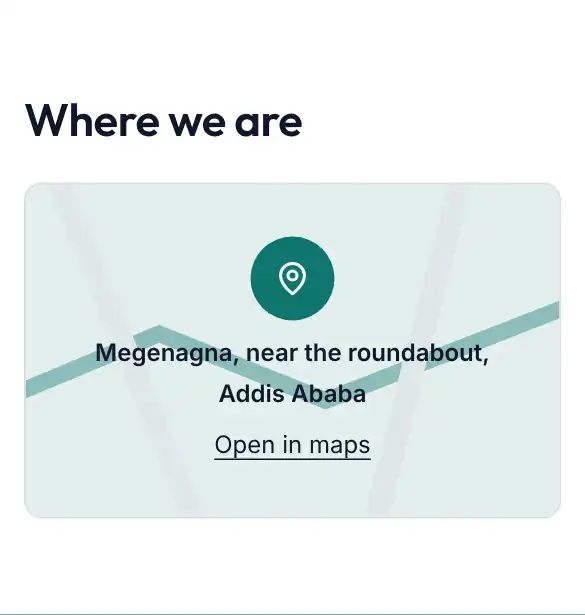 Where we are
Megenagna, near the roundabout,
Addis Ababa
Open in maps